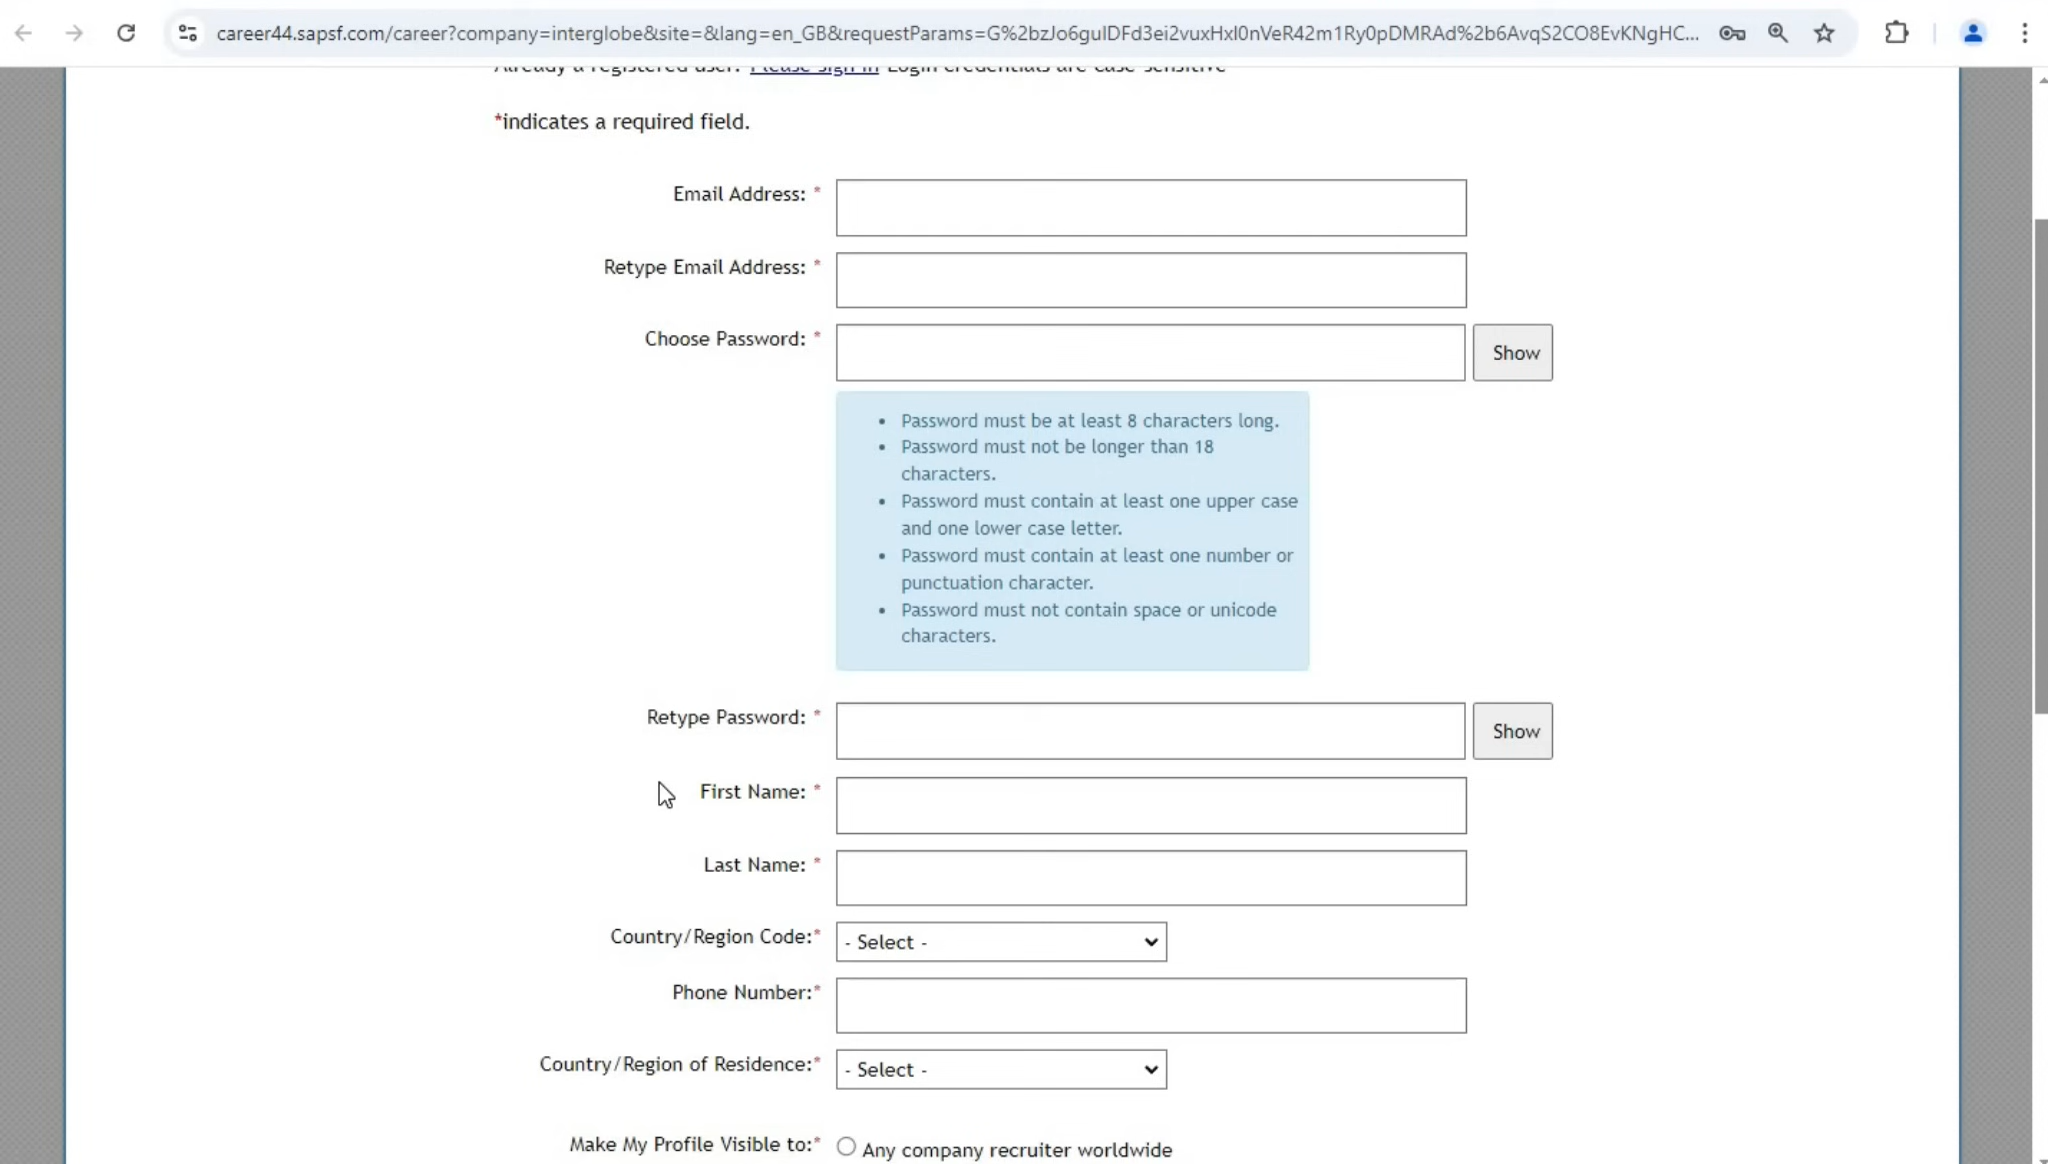 career44.sapsf.com/career?company=interglobe&site=&lang=en_GB&requestParams=G%2bzJo6guIDFd3ei2vuxHxI0nVeR42m1Ry0pDMRAd%2b6AvqS2CO8EvKNgHC...
Already a registered user? Please sign in Login credentials are case sensitive
*indicates a required field.
Email Address: *
Retype Email Address: *
Choose Password: *
Show
• Password must be at least 8 characters long.
• Password must not be longer than 18
characters.
• Password must contain at least one upper case
and one lower case letter.
• Password must contain at least one number or
punctuation character.
• Password must not contain space or unicode
characters.
Retype Password: *
Show
First Name: *
Last Name: *
Country/Region Code:*
- Select -
Phone Number:*
Country/Region of Residence:*
- Select -
Make My Profile Visible to:*
Any company recruiter worldwide